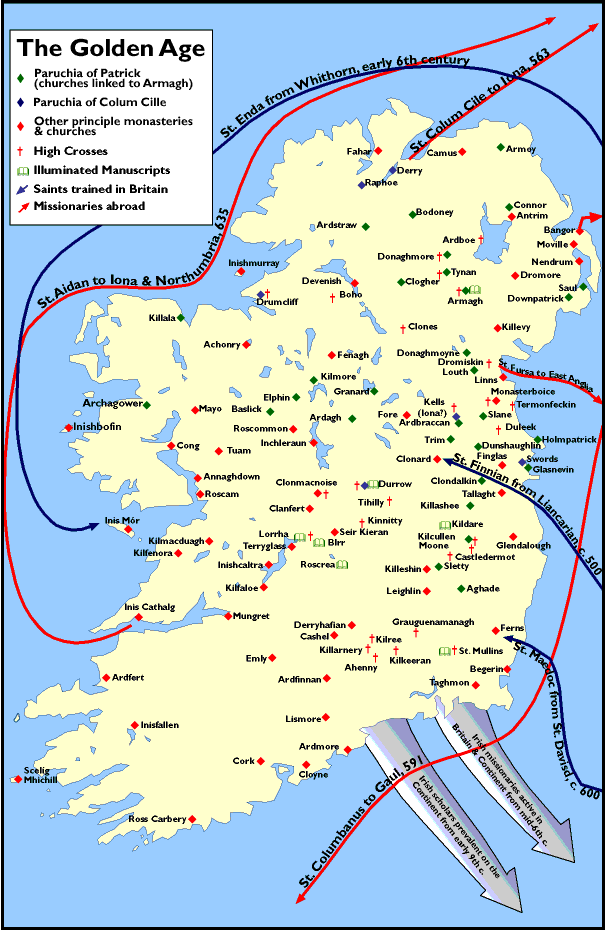 The Golden Age
Paruchia of Patrick
(churches linked to Armagh)
Paruchia of Colum Cille
Other principle monasteries
& churches
High Crosses
Illuminated Manuscripts
Saints trained in Britain
Missionaries abroad
St. Enda from Whithorn, early 6th century
St. Colum Cile to Iona, 563
St. Aidan to Iona & Northumbria, 635
Fahar
Camus
Armoy
Derry
Raphoe
Connor
Antrim
Bodoney
Ardstraw
Bangor
Ardboe
Moville
Donaghmore
Nendrum
Inishmurray
Tynan
Dromore
Devenish
Clogher
Saul
Boho
Armagh
Downpatrick
Drumcliff
Killala
Clones
Killevy
Achonry
Fenagh
Donaghmoyne
Dromiskin
Louth
St. Fursa to East Anglia
Linns
Kilmore
Granard
Monasterboice
Elphin
Kells
(Iona?)
Termonfeckin
Archagower
Mayo
Baslick
Ardagh
Fore
Slane
Ardbraccan
Duleek
Inishbofin
Roscommon
Trim
Holmpatrick
Cong
Inchleraun
Dunshaughlin
Tuam
Finglas
Clonard
Swords
Glasnevin
St. Finnian from Liancarian, c. 500
Annaghdown
Clonmacnoise
Durrow
Clondalkin
Roscam
Tihilly
Tallaght
Clanfert
Killashee
Inis Mór
Kinnitty
Kildare
Lorrha
Seir Kieran
Kilmacduagh
Birr
Kilcullen
Glendalough
Kilfenora
Terryglass
Moone
Castledermot
Inishcaltra
Roscrea
Killeshin
Sletty
Killaloe
Leighlin
Aghade
Inis Cathalg
Mungret
Derryhafian
Grauguenamanagh
Ferns
Cashel
Kilree
Killarnery
St. Mullins
Emly
Kilkeeran
Ahenny
St. Maedoc from St. Davisd, c. 600
Begerin
Ardfert
Ardfinnan
Taghmon
Inisfallen
Lismore
Ardmore
Cork
Cloyne
Scelig
Mhichill
Ross Carbery
St. Columbanus to Gaul, 591
Irish scholars prevalent on the
Continent from early 9th c.
Irish missionaries active in
Britain & Continent from mid-6th c.